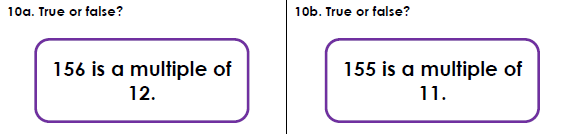 10a. True or false?
156 is a multiple of
12.
10b. True or false?
155 is a multiple of
11.